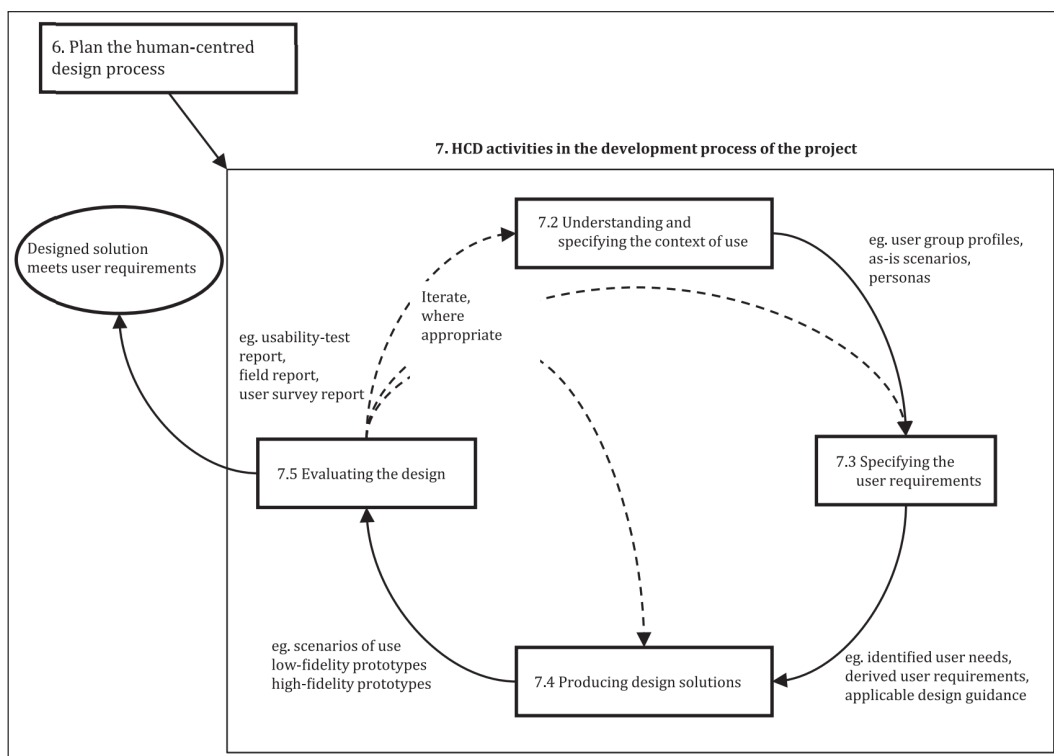 6. Plan the human-centred
design process
7. HCD activities in the development process of the project
7.2 Understanding and
specifying the context of use
eg. user group profiles,
as-is scenarios,
personas
Designed solution
meets user requirements
Iterate,
where
appropriate
eg. usability-test
report,
field report,
user survey report
7.5 Evaluating the design
7.3 Specifying the
user requirements
eg. scenarios of use
low-fidelity prototypes
high-fidelity prototypes
7.4 Producing design solutions
eg. identified user needs,
derived user requirements,
applicable design guidance